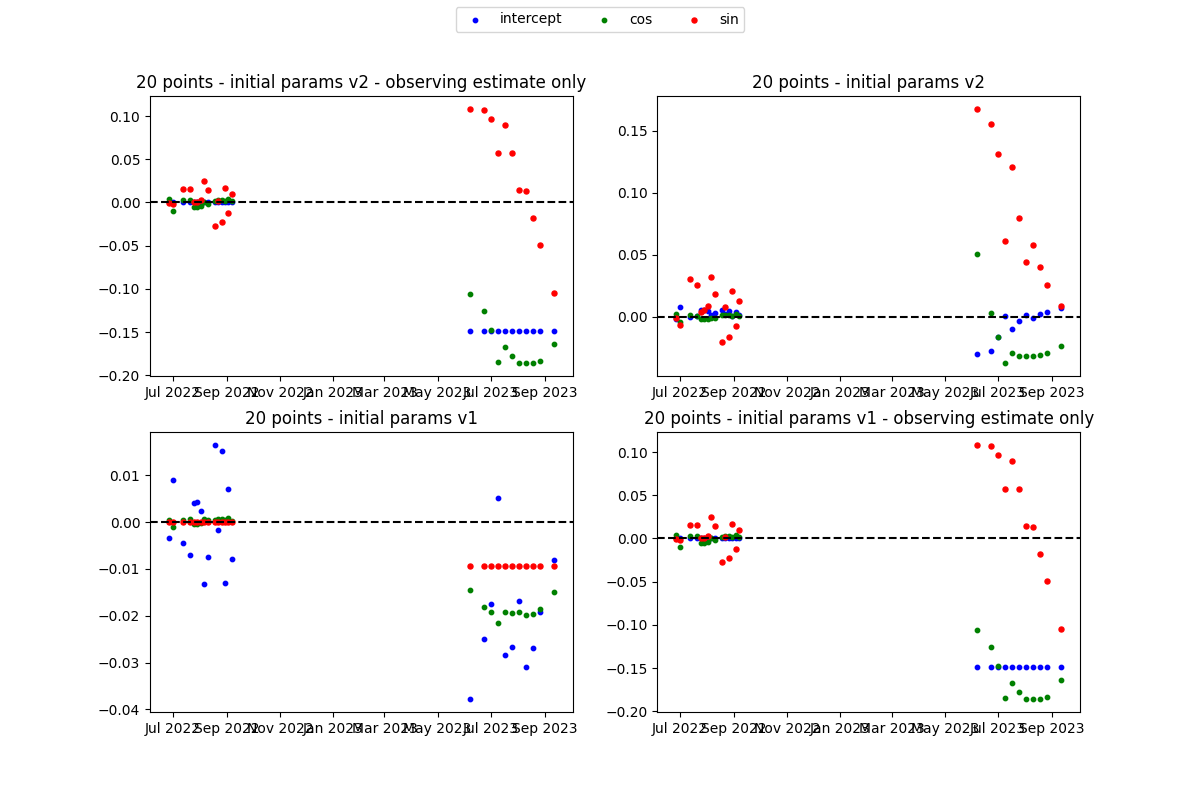 intercept cos sin
20 points - initial params v2 - observing estimate only
0.10
0.05
0.00
−0.05
−0.10
−0.15
−0.20
Jul 2022 Sep 2022 Nov 2022 Jan 2023 Mar 2023 May 2023 Jul 2023 Sep 2023
20 points - initial params v2
0.15
0.10
0.05
0.00
Jul 2022 Sep 2022 Nov 2022 Jan 2023 Mar 2023 May 2023 Jul 2023 Sep 2023
20 points - initial params v1
0.01
0.00
−0.01
−0.02
−0.03
−0.04
Jul 2022 Sep 2022 Nov 2022 Jan 2023 Mar 2023 May 2023 Jul 2023 Sep 2023
20 points - initial params v1 - observing estimate only
0.10
0.05
0.00
−0.05
−0.10
−0.15
−0.20
Jul 2022 Sep 2022 Nov 2022 Jan 2023 Mar 2023 May 2023 Jul 2023 Sep 2023